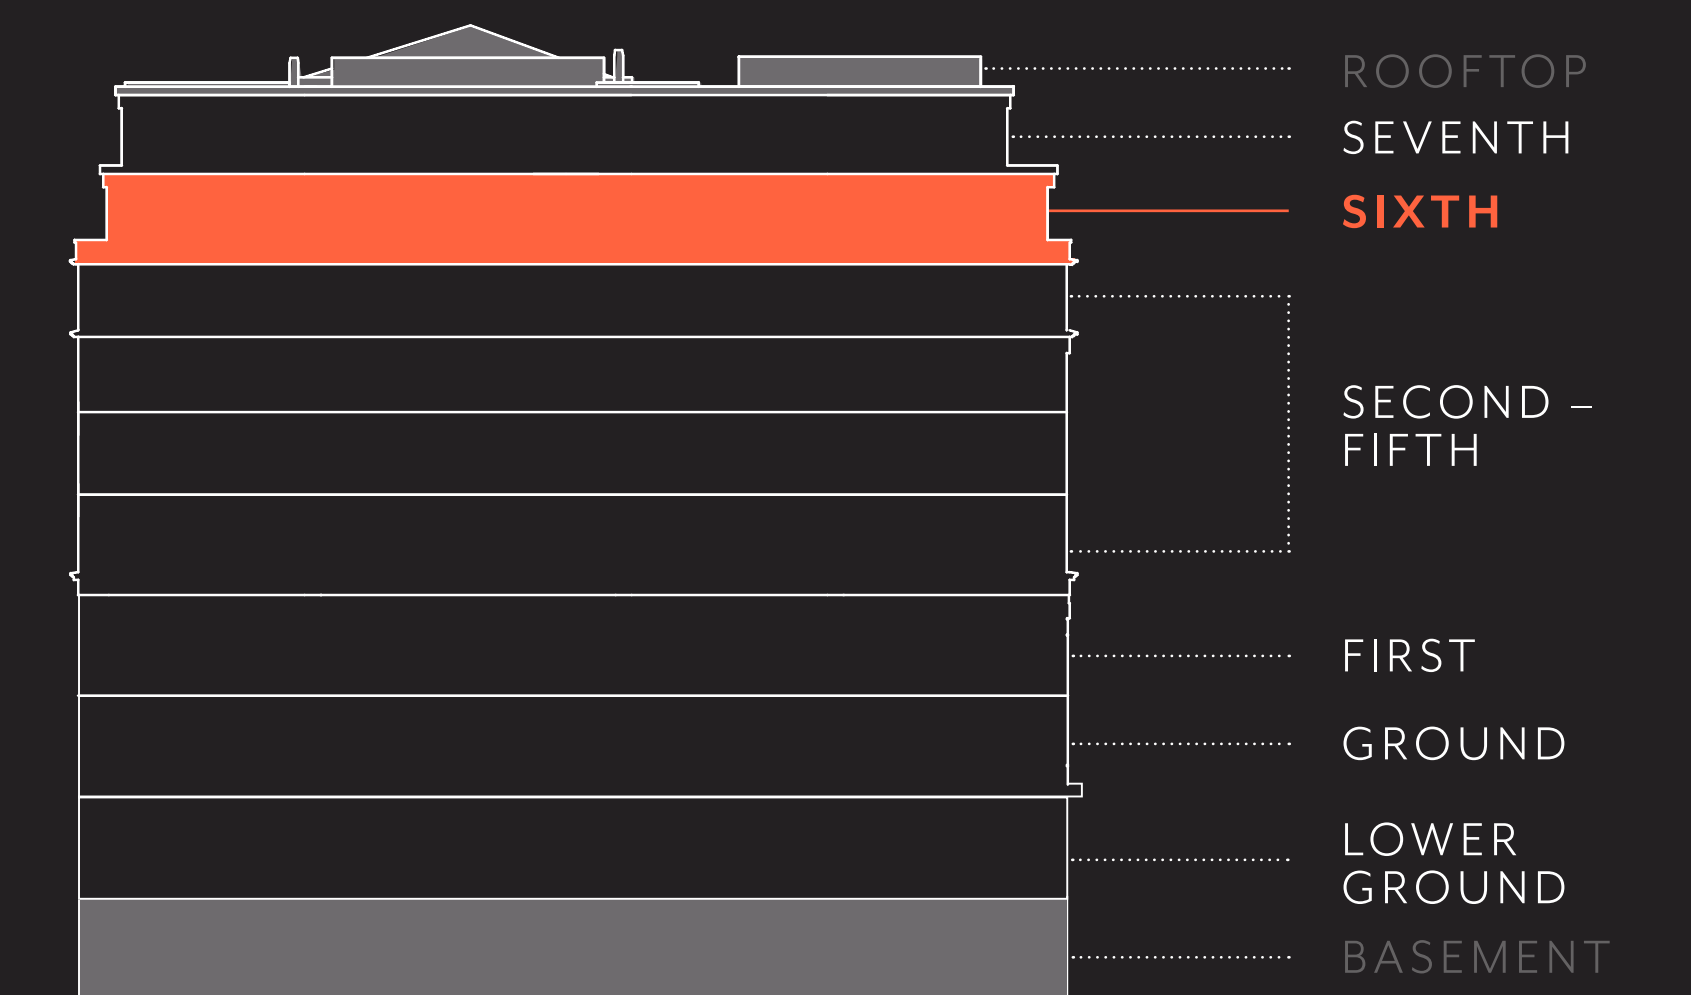 ROOFTOP
SEVENTH
SIXTH
SECOND –
FIFTH
FIRST
GROUND
LOWER
GROUND
BASEMENT